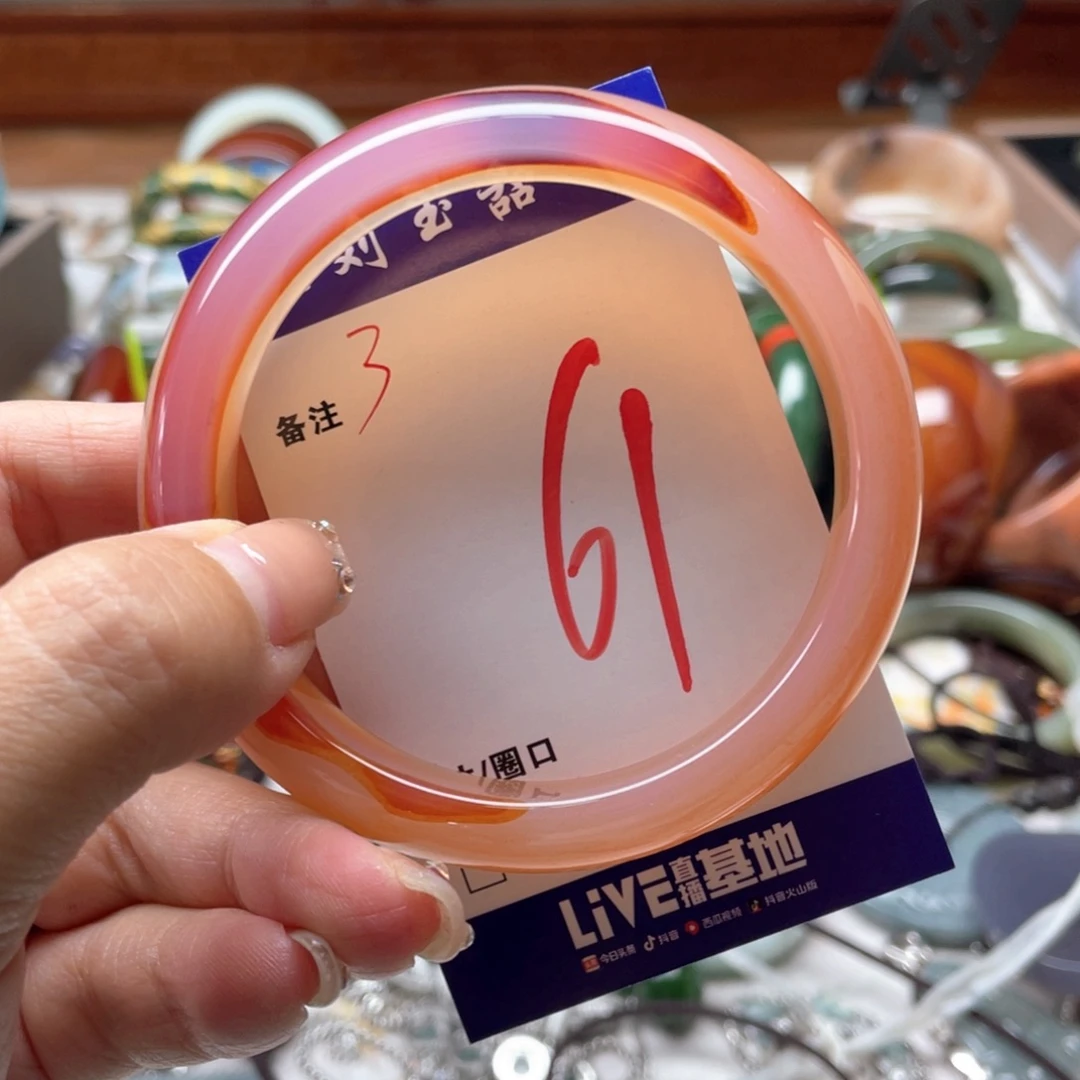 刘玉喆
备注 3
61
/圈口
LiVE直播基地
今日头条 抖音 西瓜视频 抖音火山版